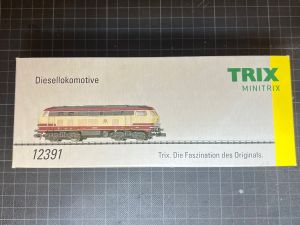 Diesellokomotive
TRIX
MINITRIX
12391
Trix. Die Faszination des Originals.